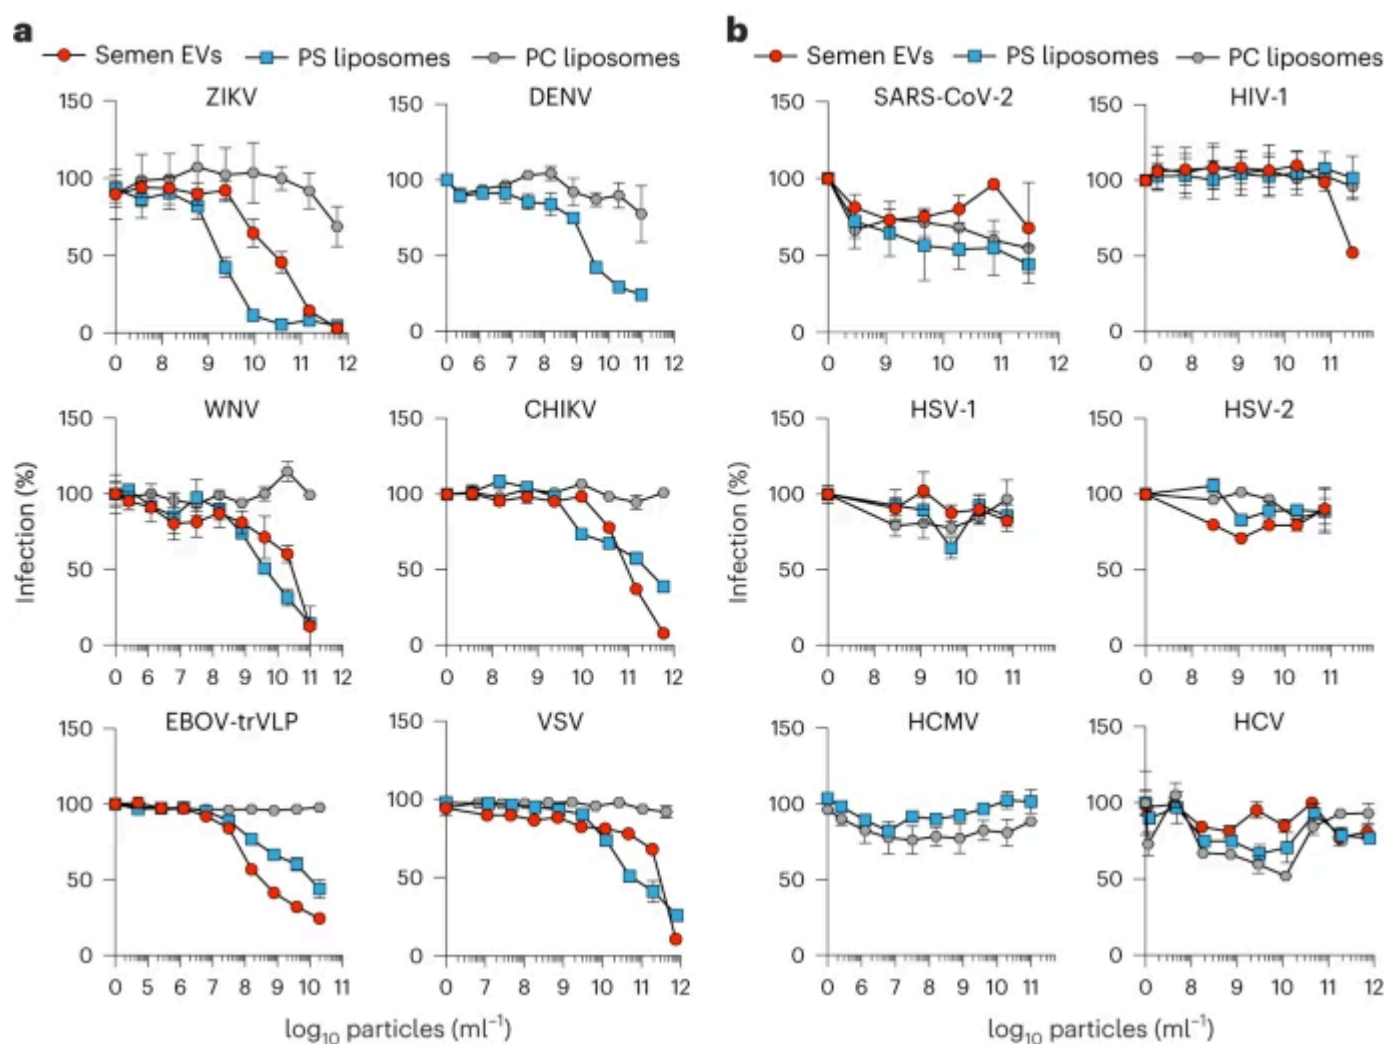 a
Semen EVs PS liposomes PC liposomes
ZIKV
150
100
50
0
0 8 9 10 11 12
DENV
150
100
50
0
0 6 7 8 9 10 11 12
WNV
150
100
50
0
0 6 7 8 9 10 11 12
CHIKV
150
100
50
0
0 8 9 10 11 12
EBOV-trVLP
150
100
50
0
0 5 6 7 8 9 10 11
VSV
150
100
50
0
0 7 8 9 10 11 12
Infection (%)
log10 particles (ml−1)
b
Semen EVs PS liposomes PC liposomes
SARS-CoV-2
150
100
50
0
0 9 10 11 12
HIV-1
150
100
50
0
0 8 9 10 11
HSV-1
150
100
50
0
0 8 9 10 11
HSV-2
150
100
50
0
0 8 9 10 11
HCMV
150
100
50
0
0 6 7 8 9 10 11
HCV
150
100
50
0
0 8 9 10 11 12
Infection (%)
log10 particles (ml−1)